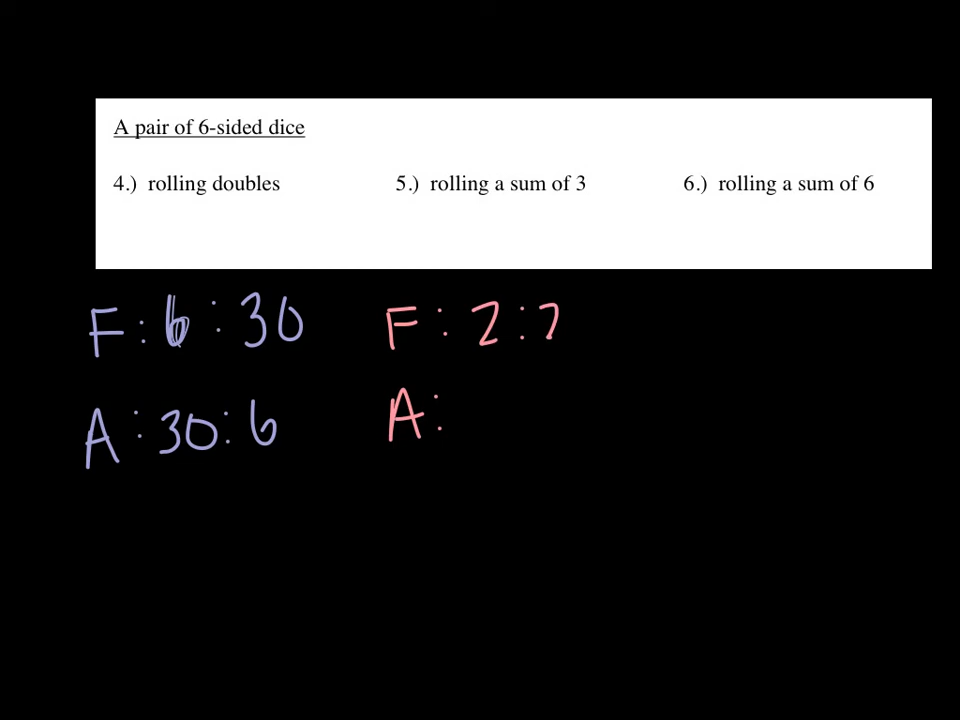 A pair of 6-sided dice
4.) rolling doubles 5.) rolling a sum of 3 6.) rolling a sum of 6
F : 6 : 30 F : 2 :
A : 30 : 6 A :